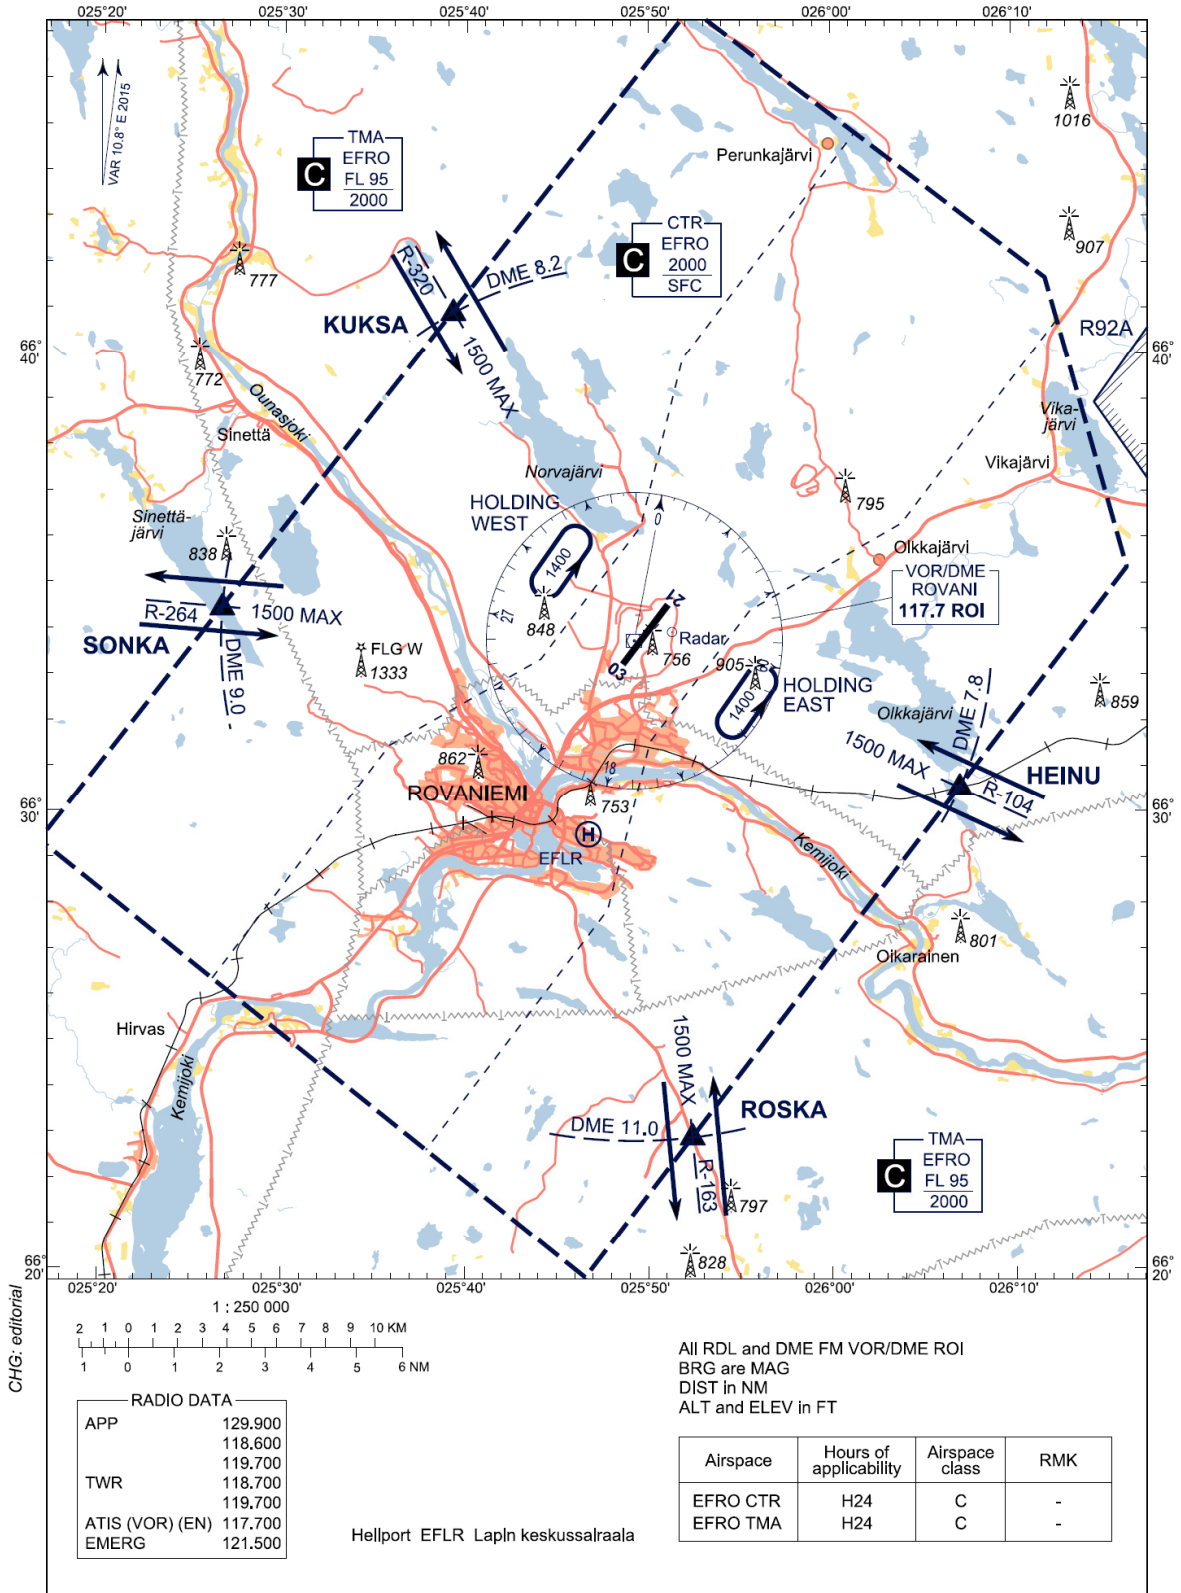 025°20'
025°30'
025°40'
025°50'
026°00'
026°10'
VAR 10.8° E 2015
TMA
EFRO
FL 95
2000
C
1016
Perunkajärvi
CTR
EFRO
2000
SFC
C
907
777
R-320
DME 8.2
KUKSA
R92A
66°
40'
66°
40'
772
1500 MAX
Ounasjoki
Vika-
järvi
Sinettä
Norvajärvi
Vikajärvi
HOLDING
WEST
0
795
Sinettä-
järvi
838
1400
Olkkajärvi
VOR/DME
ROVANI
117.7 ROI
R-264
1500 MAX
27
848
21
SONKA
DME 9.0
FLG W
1333
Radar
756
03
905
09
HOLDING
EAST
1400
859
Olkkajärvi
DME 7.8
1500 MAX
862
18
HEINU
R-104
ROVANIEMI
753
66°
30'
66°
30'
H
EFLR
Kemijoki
801
Oikarainen
Hirvas
Kemijoki
1500 MAX
ROSKA
DME 11.0
R-163
TMA
EFRO
FL 95
2000
C
797
828
66°
20'
66°
20'
025°20'
025°30'
025°40'
025°50'
026°00'
026°10'
CHG: editorial
1 : 250 000
2 1 0 1 2 3 4 5 6 7 8 9 10 KM
1 0 1 2 3 4 5 6 NM
All RDL and DME FM VOR/DME ROI
BRG are MAG
DIST in NM
ALT and ELEV in FT
RADIO DATA
APP 129.900
118.600
119.700
TWR 118.700
119.700
ATIS (VOR) (EN) 117.700
EMERG 121.500
Hellport EFLR Lapln keskussalraala
Airspace Hours of applicability Airspace class RMK
EFRO CTR H24 C -
EFRO TMA H24 C -